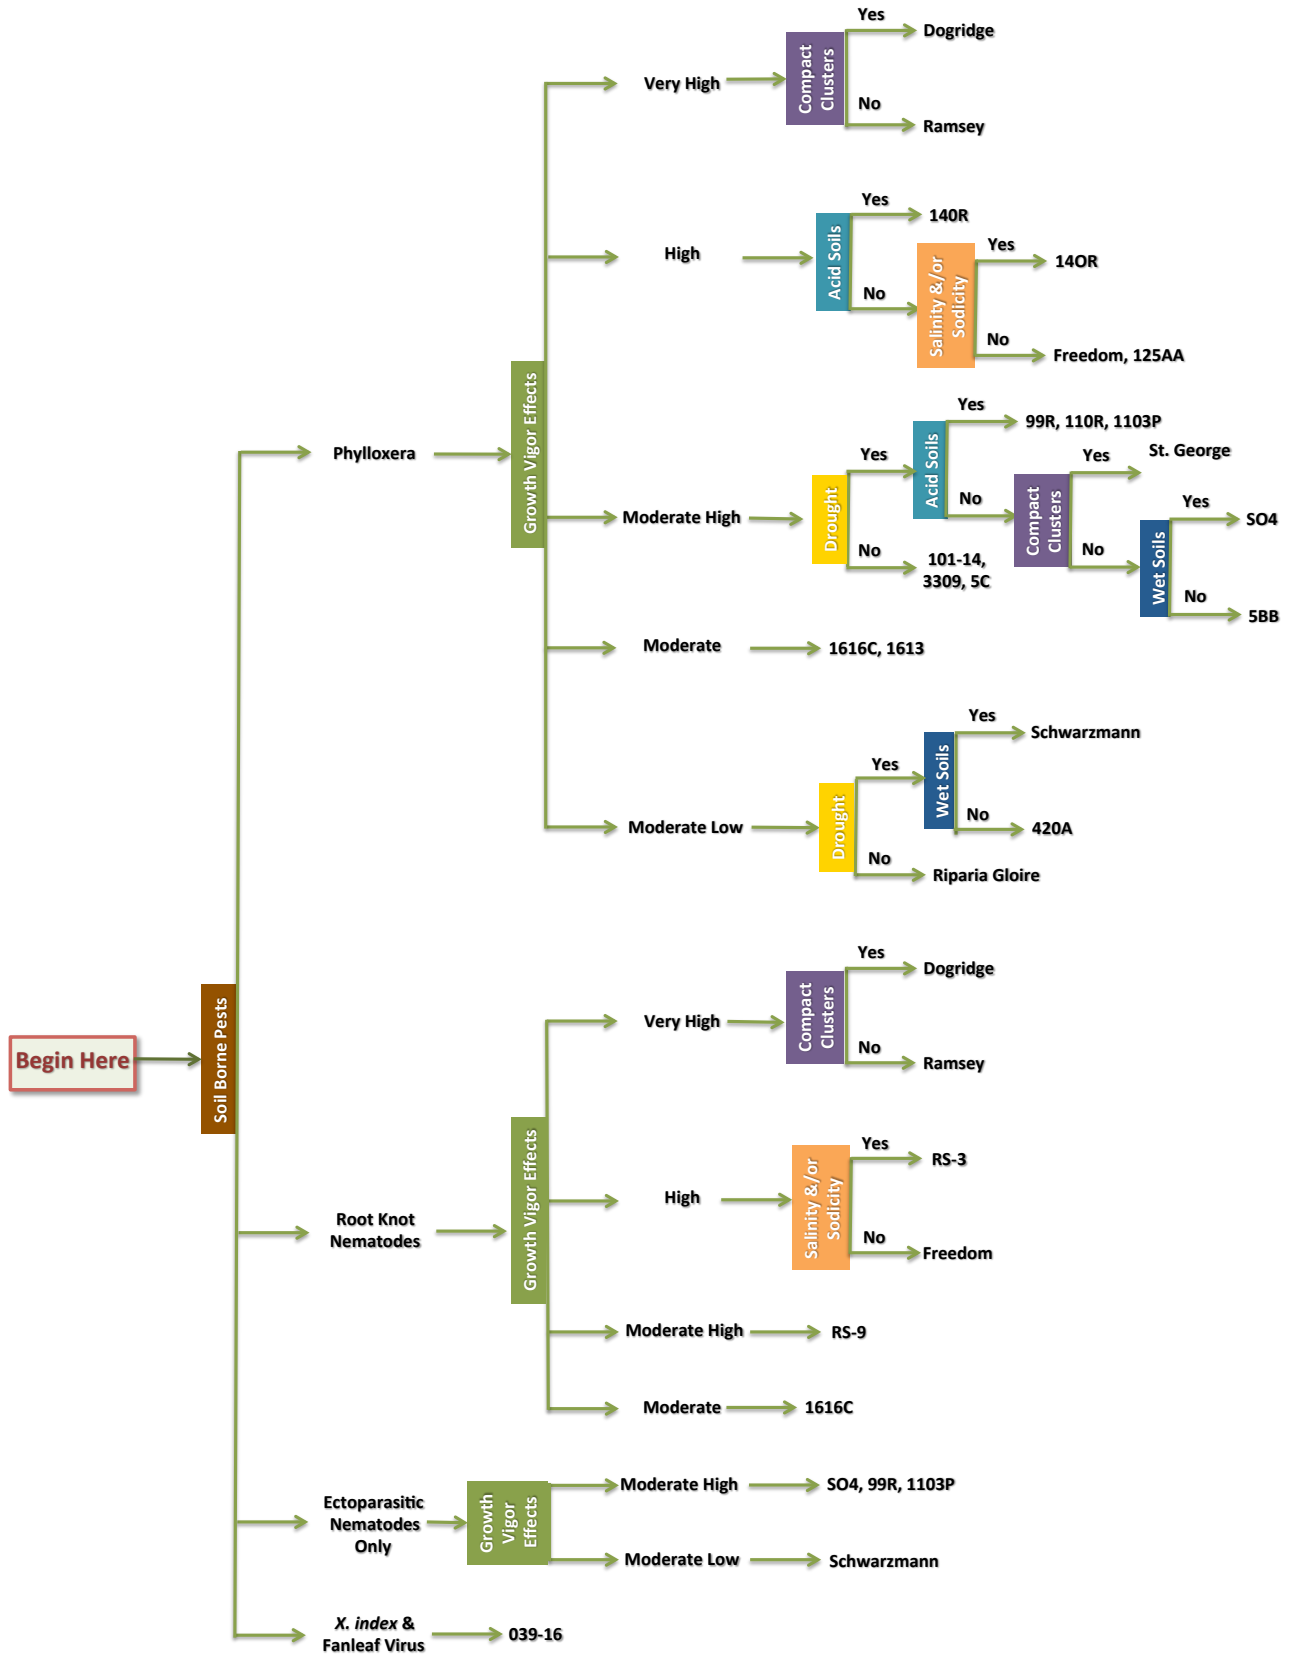 Begin Here
Soil Borne Pests
Phylloxera
Growth Vigor Effects
Very High
Compact
Clusters
Yes
Dogridge
No
Ramsey
High
Acid Soils
Yes
140R
No
Salinity &/or
Sodicity
Yes
14OR
No
Freedom, 125AA
Moderate High
Drought
Yes
Acid Soils
Yes
99R, 110R, 1103P
No
Compact
Clusters
Yes
St. George
No
Wet Soils
Yes
SO4
No
5BB
No
101-14,
3309, 5C
Moderate
1616C, 1613
Moderate Low
Drought
Yes
Wet Soils
Yes
Schwarzmann
No
420A
No
Riparia Gloire
Root Knot
Nematodes
Growth Vigor Effects
Very High
Compact
Clusters
Yes
Dogridge
No
Ramsey
High
Salinity &/or
Sodicity
Yes
RS-3
No
Freedom
Moderate High
RS-9
Moderate
1616C
Ectoparasitic
Nematodes
Only
Growth
Vigor
Effects
Moderate High
SO4, 99R, 1103P
Moderate Low
Schwarzmann
X. index &
Fanleaf Virus
039-16